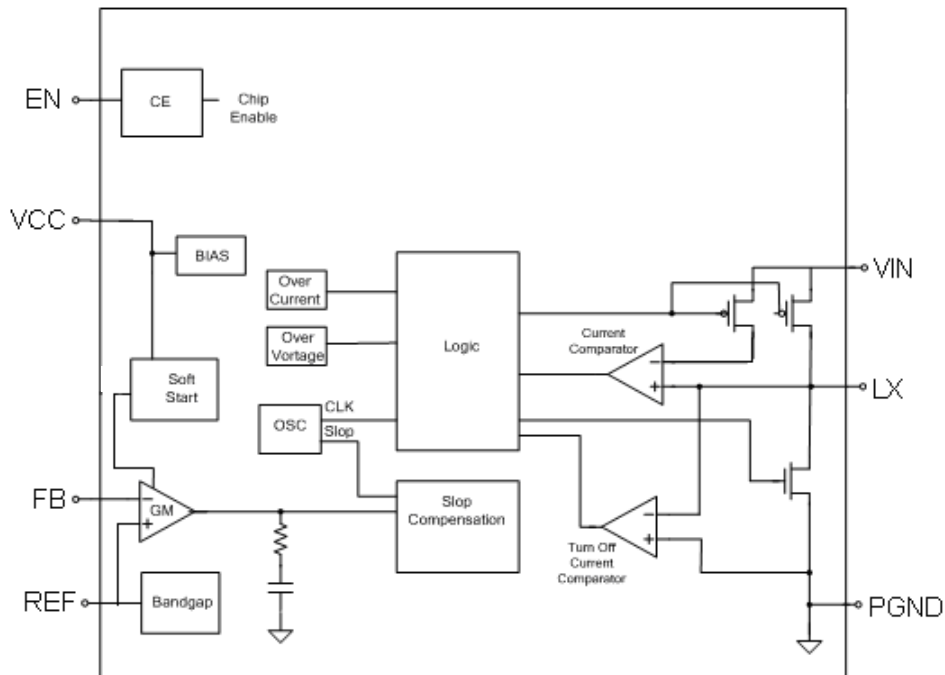 EN
CE
Chip
Enable
VCC
BIAS
VIN
Over
Current
Over
Vortage
Logic
Current
Comparator
−
+
LX
Soft
Start
OSC
CLK
Slop
FB
−
GM
+
Slop
Compensation
−
+
Turn Off
Current
Comparator
REF
Bandgap
PGND